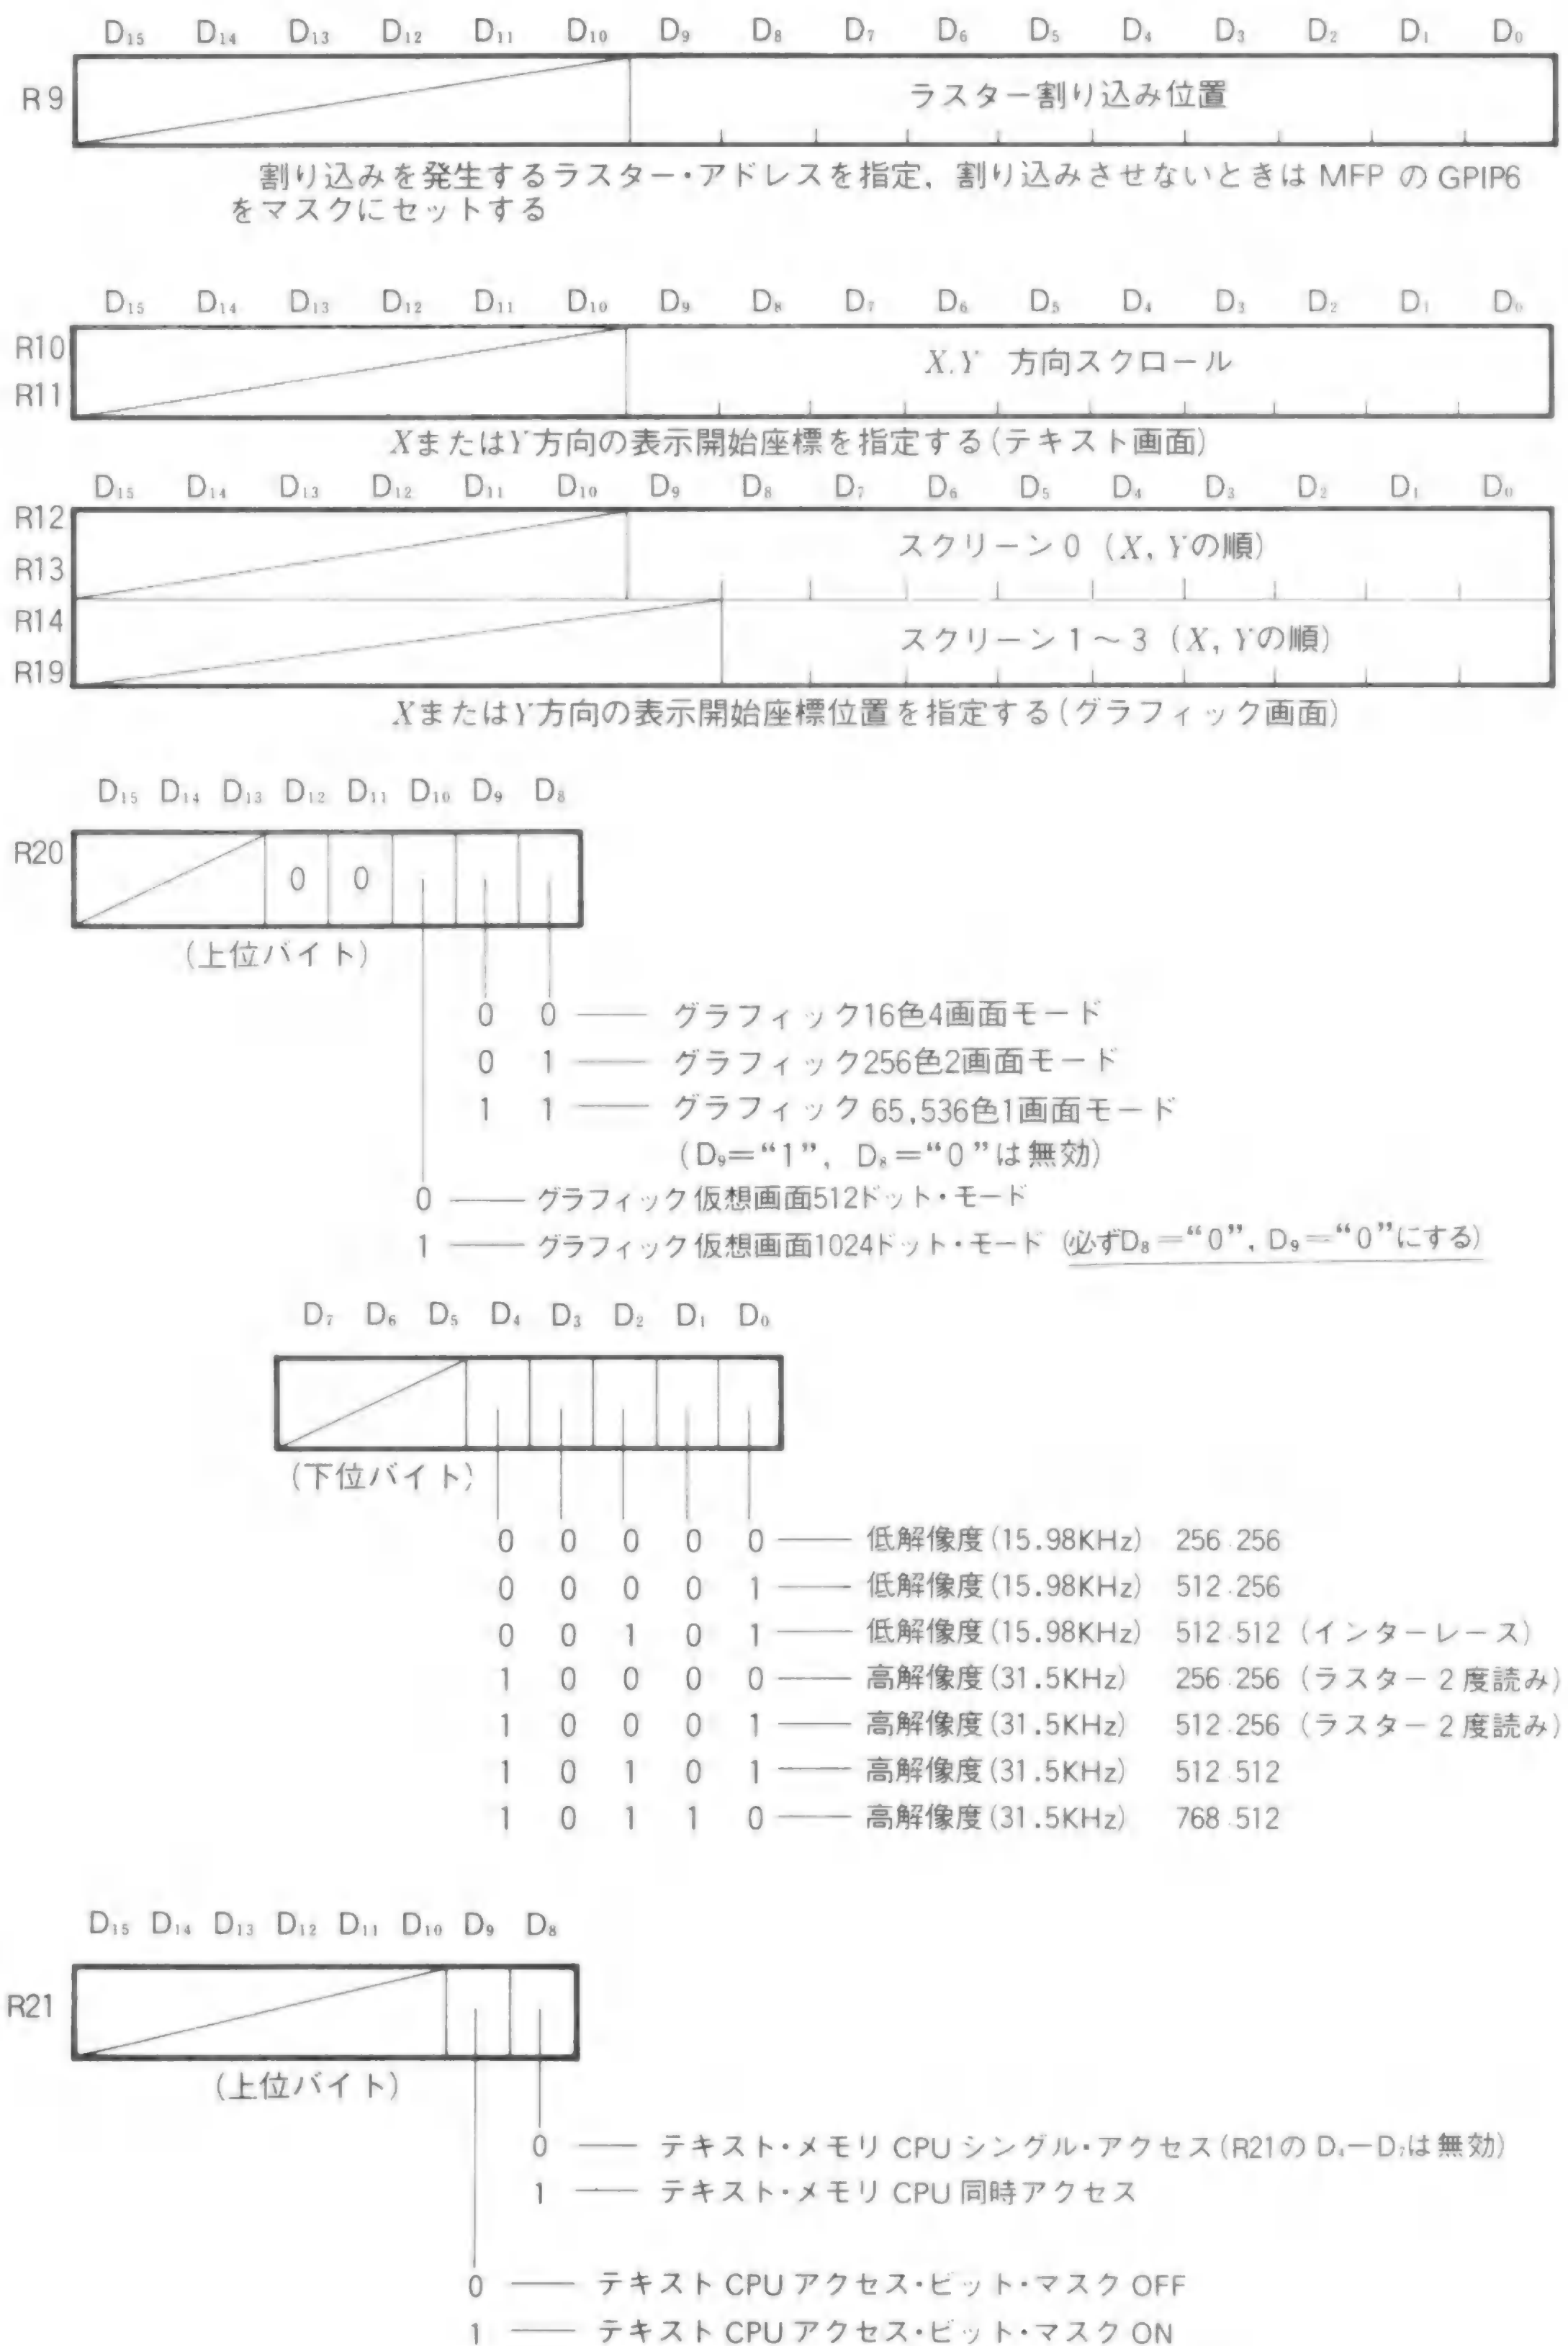 D₁₅ D₁₄ D₁₃ D₁₂ D₁₁ D₁₀ D₉ D₈ D₇ D₆ D₅ D₄ D₃ D₂ D₁ D₀
R9 ラスター割り込み位置
割り込みを発生するラスター・アドレスを指定,割り込みさせないときは MFP の GPIP6
をマスクにセットする
D₁₅ D₁₄ D₁₃ D₁₂ D₁₁ D₁₀ D₉ D₈ D₇ D₆ D₅ D₄ D₃ D₂ D₁ D₀
R10
X,Y 方向スクロール
R11
XまたはY方向の表示開始座標を指定する(テキスト画面)
D₁₅ D₁₄ D₁₃ D₁₂ D₁₁ D₁₀ D₉ D₈ D₇ D₆ D₅ D₄ D₃ D₂ D₁ D₀
R12
スクリーン0 (X, Yの順)
R13
R14
スクリーン1〜3 (X, Yの順)
R19
XまたはY方向の表示開始座標位置を指定する(グラフィック画面)
D₁₅ D₁₄ D₁₃ D₁₂ D₁₁ D₁₀ D₉ D₈
R20 0 0
(上位バイト)
0 0 グラフィック16色4画面モード
0 1 グラフィック256色2画面モード
1 1 グラフィック 65,536色1画面モード
(D₉=“1”, D₈=“0”は無効)
0 グラフィック仮想画面512ドット・モード
1 グラフィック仮想画面1024ドット・モード (必ずD₈=“0”, D₉=“0”にする)
D₇ D₆ D₅ D₄ D₃ D₂ D₁ D₀
(下位バイト)
0 0 0 0 0 低解像度(15.98KHz) 256·256
0 0 0 0 1 低解像度(15.98KHz) 512·256
0 0 1 0 1 低解像度(15.98KHz) 512·512 (インターレース)
1 0 0 0 0 高解像度(31.5KHz) 256·256 (ラスター2度読み)
1 0 0 0 1 高解像度(31.5KHz) 512·256 (ラスター2度読み)
1 0 1 0 1 高解像度(31.5KHz) 512·512
1 0 1 1 0 高解像度(31.5KHz) 768·512
D₁₅ D₁₄ D₁₃ D₁₂ D₁₁ D₁₀ D₉ D₈
R21
(上位バイト)
0 テキスト・メモリ CPU シングル・アクセス(R21の D₄−D₇は無効)
1 テキスト・メモリ CPU 同時アクセス
0 テキスト CPU アクセス・ビット・マスク OFF
1 テキスト CPU アクセス・ビット・マスク ON